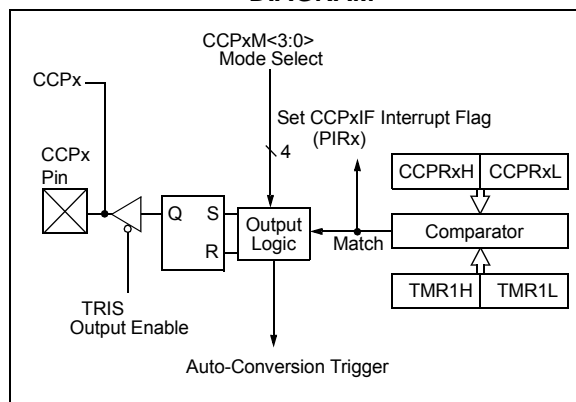 DIAGRAM
CCPxM<3:0>
Mode Select
CCPx
Set CCPxIF Interrupt Flag
(PIRx)
4
CCPx
Pin
CCPRxH CCPRxL
Q S
R
Output
Logic
Match
Comparator
TMR1H TMR1L
TRIS
Output Enable
Auto-Conversion Trigger